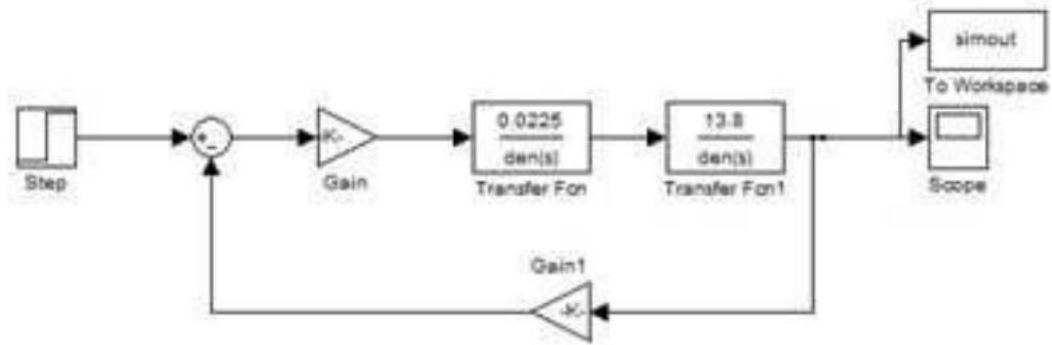 simout
To Workspace
Step
+
-
-K-
Gain
0.0225
den(s)
Transfer Fcn
13.8
den(s)
Transfer Fcn1
Scope
Gain1
-K-